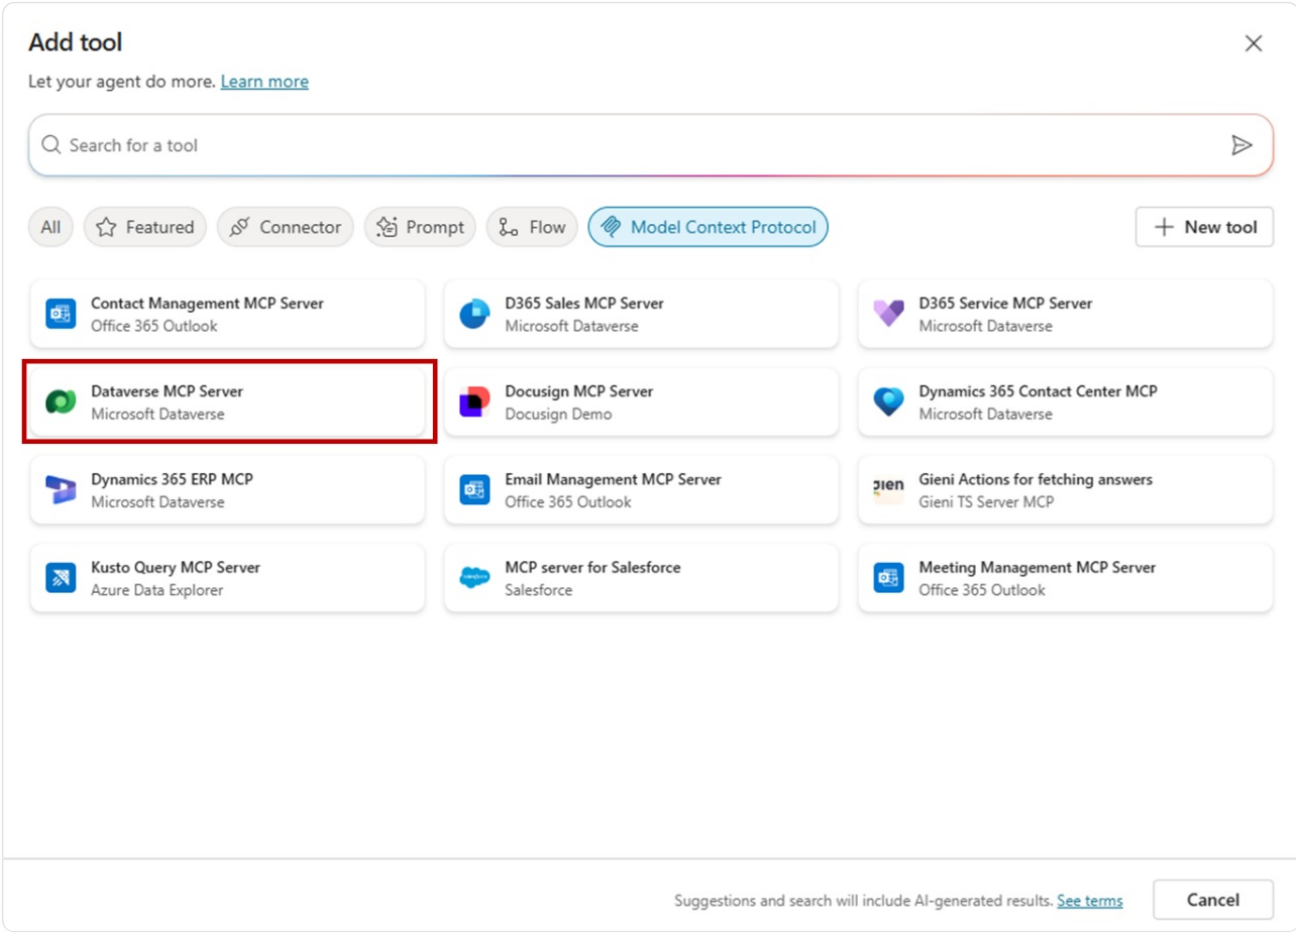 Add tool
Let your agent do more. Learn more
Search for a tool
All
Featured
Connector
Prompt
Flow
Model Context Protocol
New tool
Contact Management MCP Server
Office 365 Outlook
D365 Sales MCP Server
Microsoft Dataverse
D365 Service MCP Server
Microsoft Dataverse
Dataverse MCP Server
Microsoft Dataverse
Docusign MCP Server
Docusign Demo
Dynamics 365 Contact Center MCP
Microsoft Dataverse
Dynamics 365 ERP MCP
Microsoft Dataverse
Email Management MCP Server
Office 365 Outlook
gien
Gieni Actions for fetching answers
Gieni TS Server MCP
Kusto Query MCP Server
Azure Data Explorer
MCP server for Salesforce
Salesforce
Meeting Management MCP Server
Office 365 Outlook
Suggestions and search will include AI-generated results. See terms
Cancel